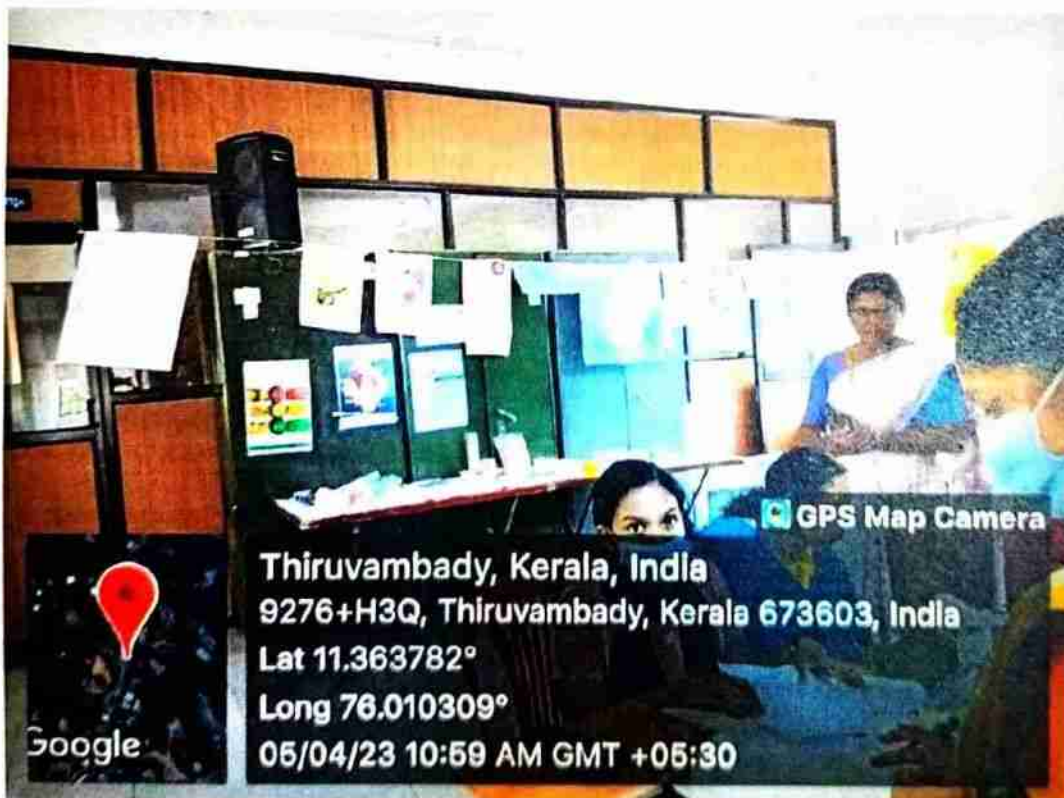 GPS Map Camera
Thiruvambady, Kerala, India
9276+H3Q, Thiruvambady, Kerala 673603, India
Lat 11.363782°
Long 76.010309°
05/04/23 10:59 AM GMT +05:30
Google